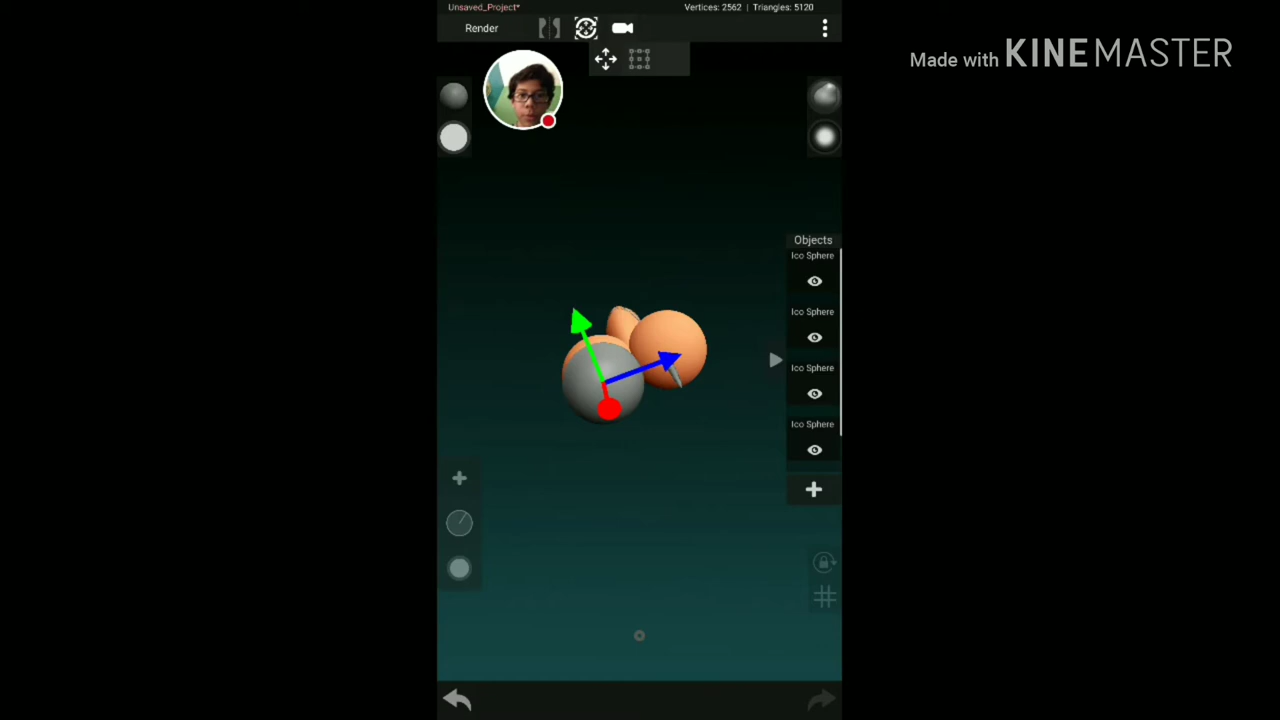 Unsaved_Project*
Vertices: 2562 | Triangles: 5120
Render
Made with KINEMASTER
Objects
Ico Sphere
Ico Sphere
Ico Sphere
Ico Sphere